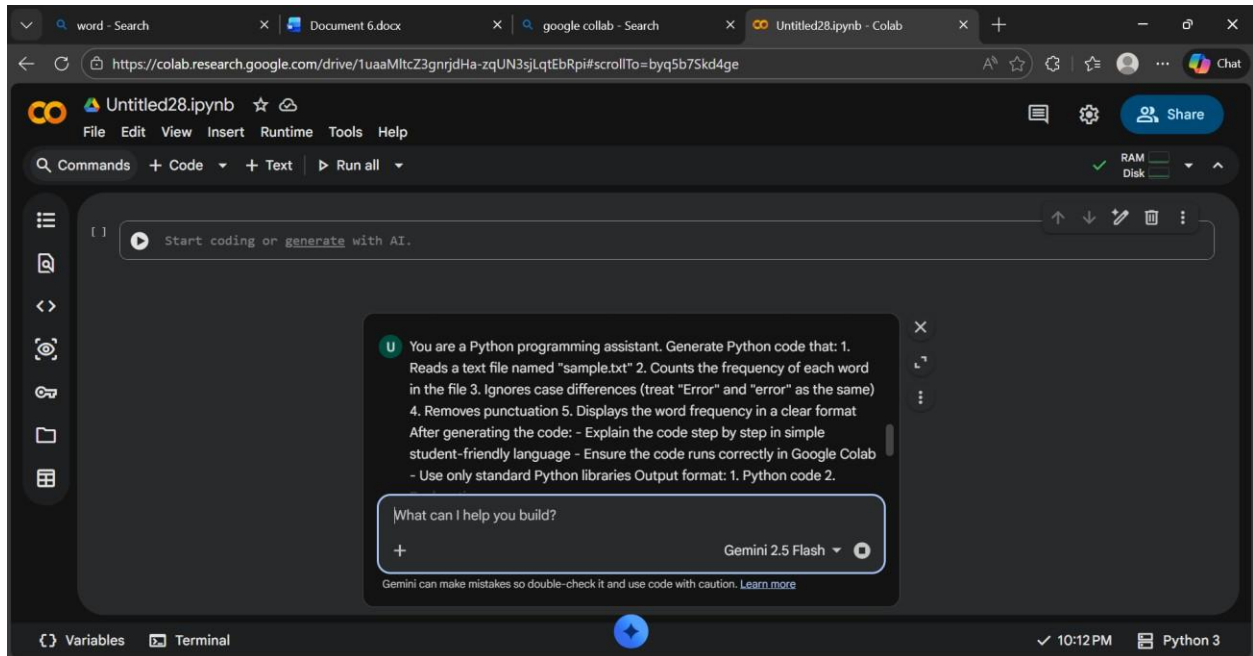 word - Search
Document 6.docx
google collab - Search
Untitled28.ipynb - Colab
https://colab.research.google.com/drive/1uaaMltcZ3gnrjdHa-zqUN3sjLqtEbRpi#scrollTo=byq5b7Skd4ge
Chat
Untitled28.ipynb
File Edit View Insert Runtime Tools Help
Share
Commands + Code + Text Run all
RAM
Disk
[ ]
Start coding or generate with AI.
U
You are a Python programming assistant. Generate Python code that: 1.
Reads a text file named "sample.txt" 2. Counts the frequency of each word
in the file 3. Ignores case differences (treat "Error" and "error" as the same)
4. Removes punctuation 5. Displays the word frequency in a clear format
After generating the code: - Explain the code step by step in simple
student-friendly language - Ensure the code runs correctly in Google Colab
- Use only standard Python libraries Output format: 1. Python code 2.
What can I help you build?
Gemini 2.5 Flash
Gemini can make mistakes so double-check it and use code with caution. Learn more
{} Variables Terminal
10:12 PM Python 3